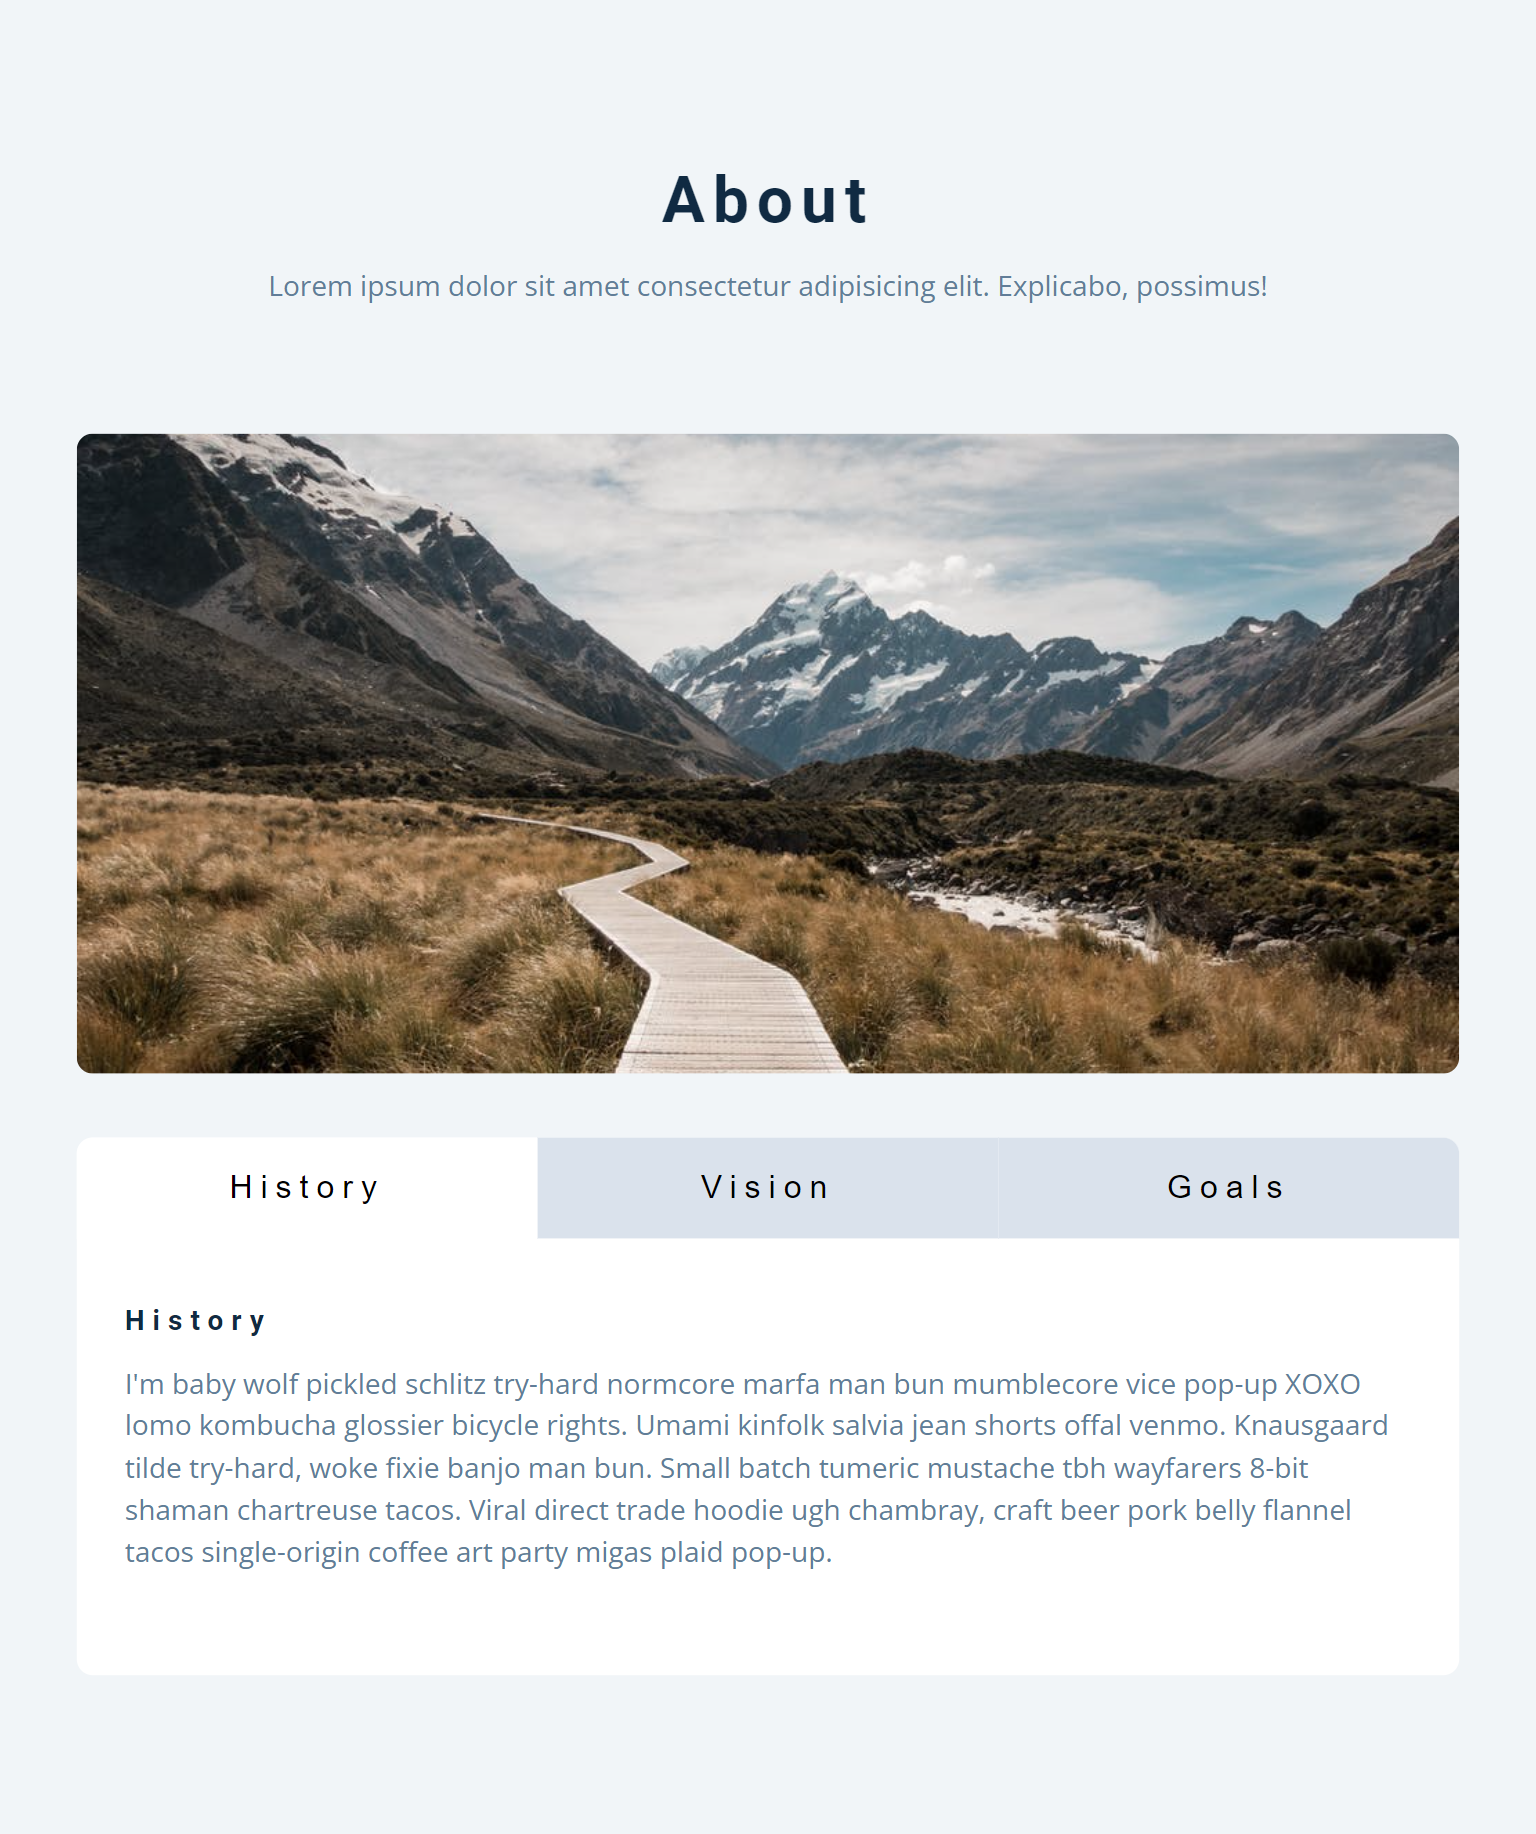 About
Lorem ipsum dolor sit amet consectetur adipisicing elit. Explicabo, possimus!
History
Vision
Goals
History
I'm baby wolf pickled schlitz try-hard normcore marfa man bun mumblecore vice pop-up XOXO
lomo kombucha glossier bicycle rights. Umami kinfolk salvia jean shorts offal venmo. Knausgaard
tilde try-hard, woke fixie banjo man bun. Small batch tumeric mustache tbh wayfarers 8-bit
shaman chartreuse tacos. Viral direct trade hoodie ugh chambray, craft beer pork belly flannel
tacos single-origin coffee art party migas plaid pop-up.